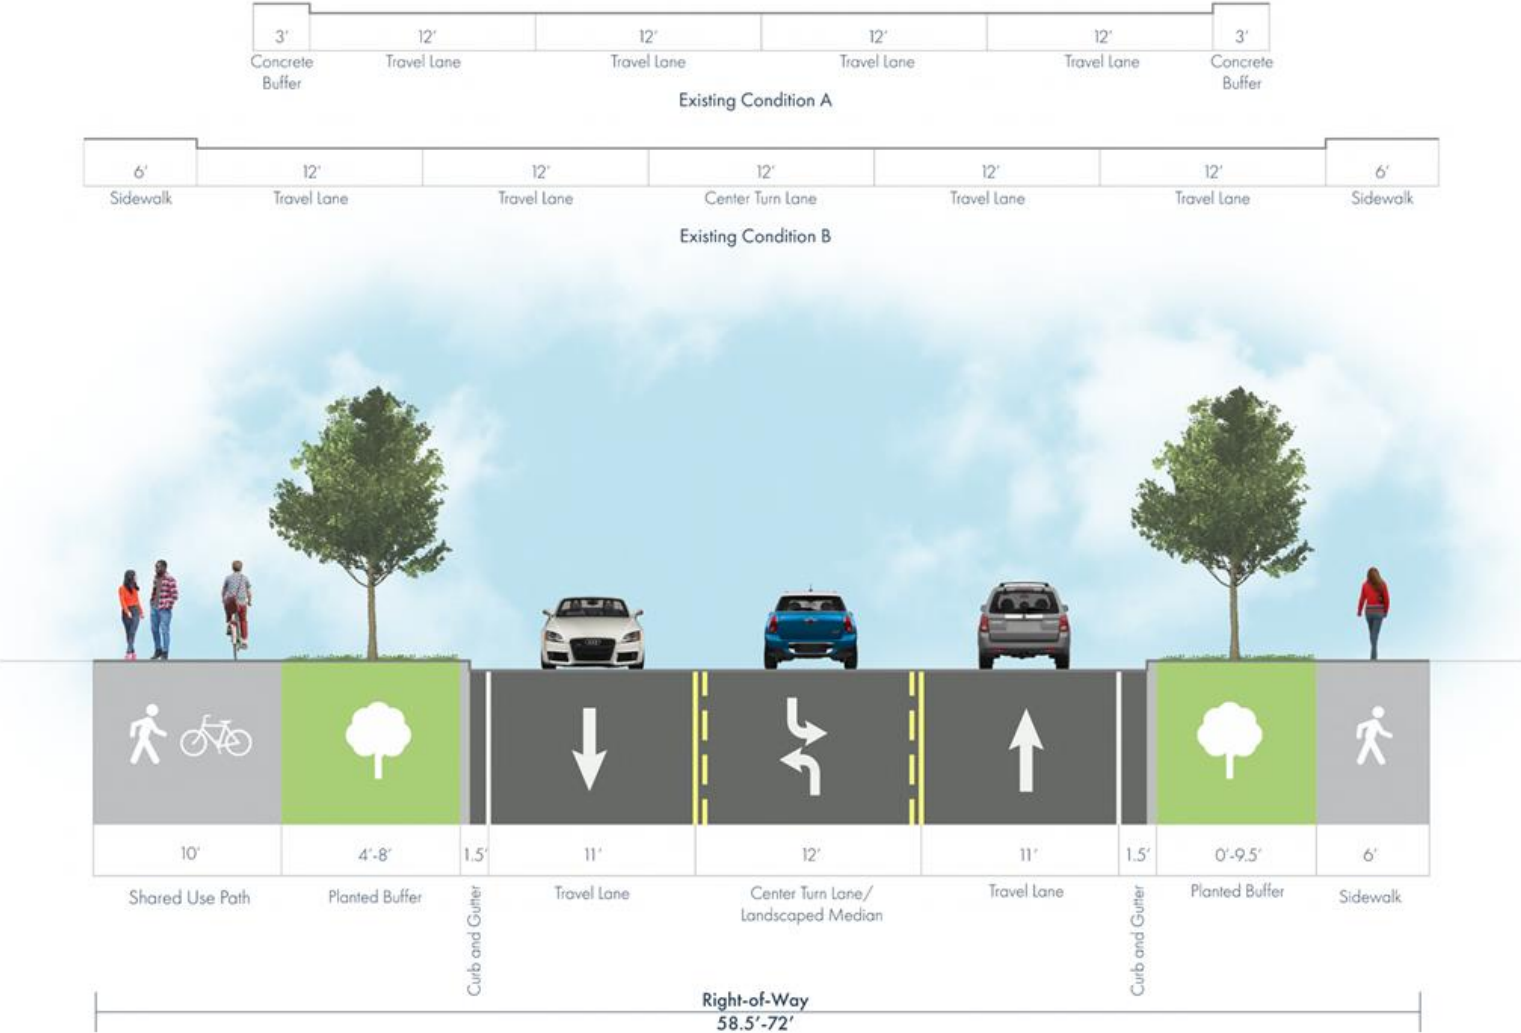 3’ 12’ 12’ 12’ 12’ 3’
Concrete Travel Lane Travel Lane Travel Lane Travel Lane Concrete
Buffer Buffer
Existing Condition A
6’ 12’ 12’ 12’ 12’ 12’ 6’
Sidewalk Travel Lane Travel Lane Center Turn Lane Travel Lane Travel Lane Sidewalk
Existing Condition B
10’ 4’-8’ 1.5’ 11’ 12’ 11’ 1.5’ 0’-9.5’ 6’
Shared Use Path Planted Buffer Curb and Gutter Travel Lane Center Turn Lane/ Travel Lane Curb and Gutter Planted Buffer Sidewalk
Landscaped Median
Right-of-Way
58.5’-72’